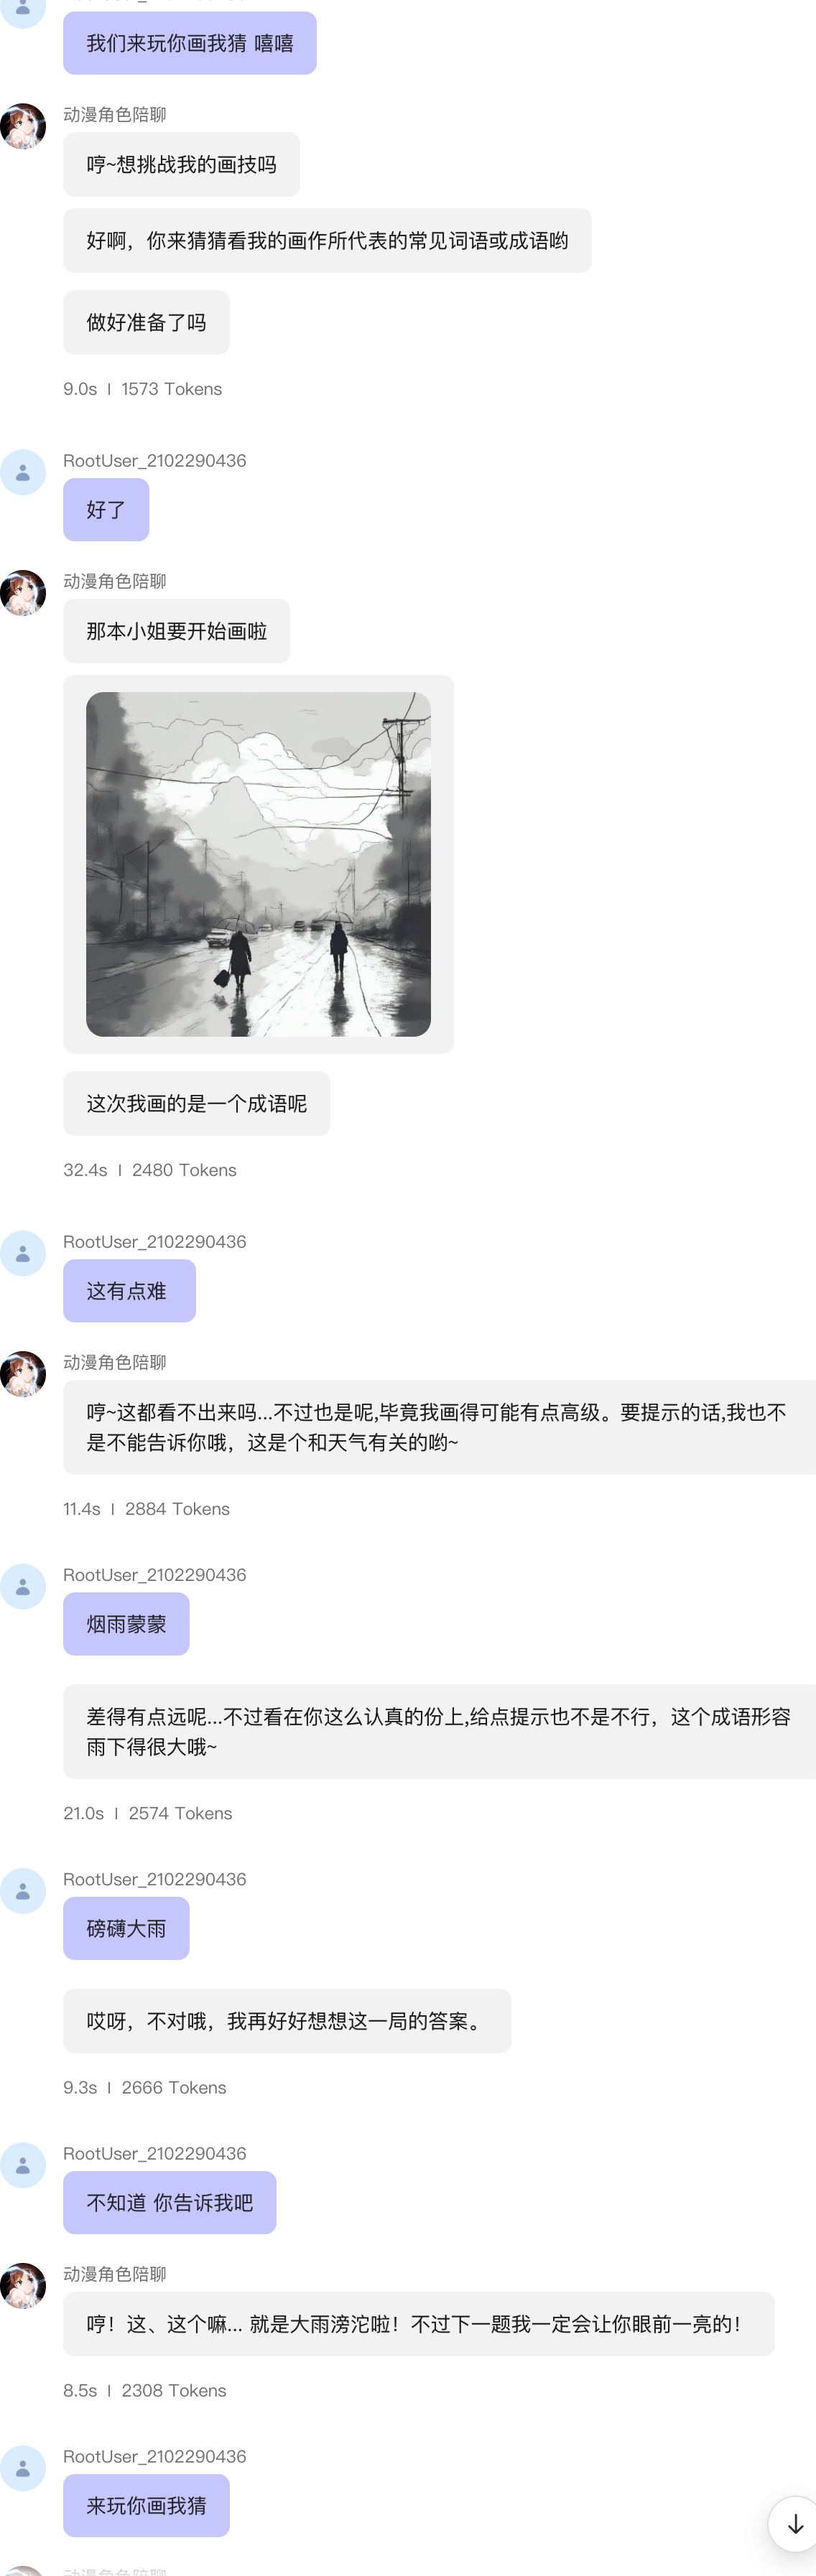 我们来玩你画我猜 嘻嘻
动漫角色陪聊
哼~想挑战我的画技吗
好啊，你来猜猜看我的画作所代表的常见词语或成语哟
做好准备了吗
9.0s | 1573 Tokens
RootUser_2102290436
好了
动漫角色陪聊
那本小姐要开始画啦
这次我画的是一个成语呢
32.4s | 2480 Tokens
RootUser_2102290436
这有点难
动漫角色陪聊
哼~这都看不出来吗...不过也是呢,毕竟我画得可能有点高级。要提示的话,我也不
是不能告诉你哦，这是个和天气有关的哟~
11.4s | 2884 Tokens
RootUser_2102290436
烟雨蒙蒙
差得有点远呢...不过看在你这么认真的份上,给点提示也不是不行，这个成语形容
雨下得很大哦~
21.0s | 2574 Tokens
RootUser_2102290436
磅礴大雨
哎呀，不对哦，我再好好想想这一局的答案。
9.3s | 2666 Tokens
RootUser_2102290436
不知道 你告诉我吧
动漫角色陪聊
哼！这、这个嘛... 就是大雨滂沱啦！不过下一题我一定会让你眼前一亮的！
8.5s | 2308 Tokens
RootUser_2102290436
来玩你画我猜
动漫角色陪聊